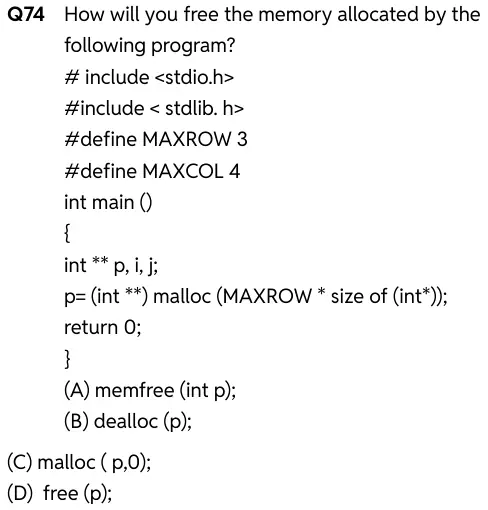 Q74 How will you free the memory allocated by the
following program?
# include <stdio.h>
#include < stdlib. h>
#define MAXROW 3
#define MAXCOL 4
int main ()
{
int ** p, i, j;
p= (int **) malloc (MAXROW * size of (int*));
return 0;
}
(A) memfree (int p);
(B) dealloc (p);
(C) malloc ( p,0);
(D) free (p);